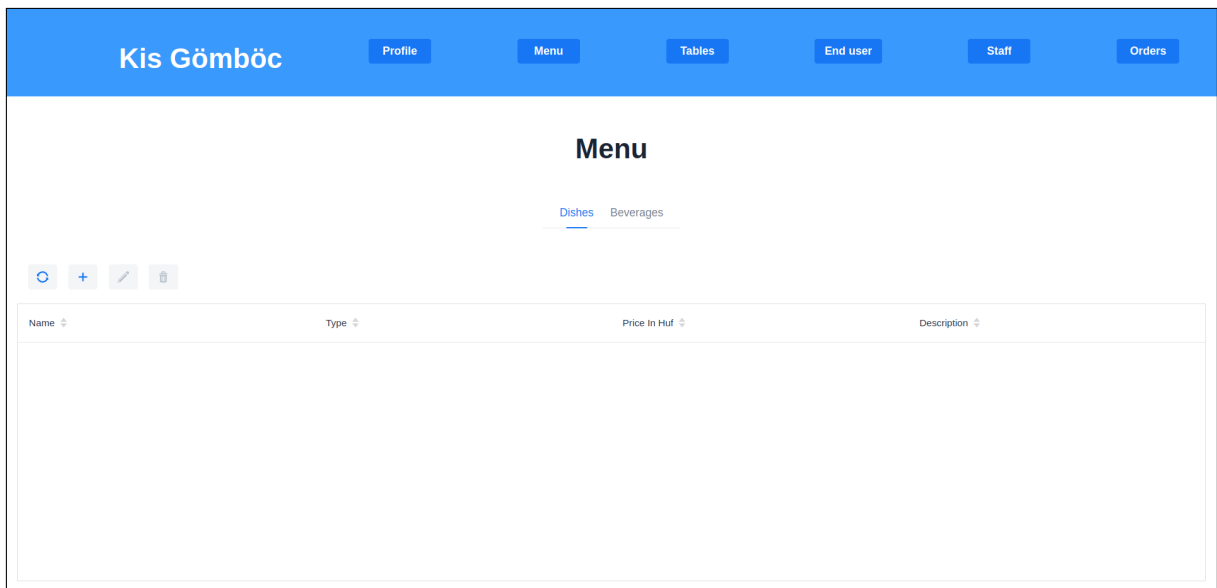 Kis Gömböc
Profile
Menu
Tables
End user
Staff
Orders
Menu
Dishes Beverages
Name Type Price In Huf Description